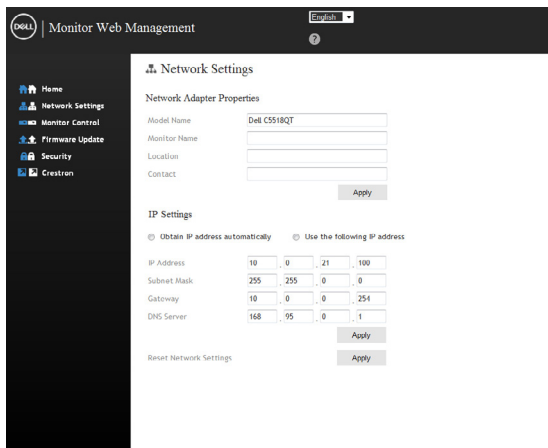 DELL
Monitor Web Management
English
?
Home
Network Settings
Monitor Control
Firmware Update
Security
Crestron
Network Settings
Network Adapter Properties
Model Name Dell C5518QT
Monitor Name
Location
Contact
Apply
IP Settings
Obtain IP address automatically Use the following IP address
IP Address 10 . 0 . 21 . 100
Subnet Mask 255 . 255 . 0 . 0
Gateway 10 . 0 . 0 . 254
DNS Server 168 . 95 . 0 . 1
Apply
Reset Network Settings Apply